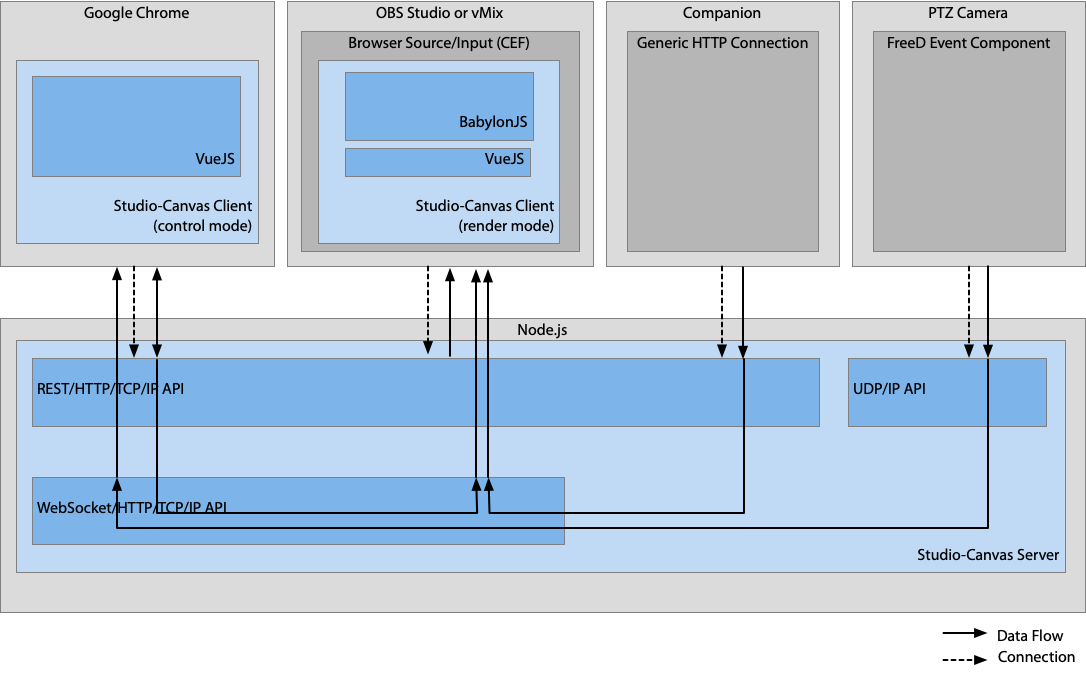 Google Chrome
VueJS
Studio-Canvas Client
(control mode)
OBS Studio or vMix
Browser Source/Input (CEF)
BabylonJS
VueJS
Studio-Canvas Client
(render mode)
Companion
Generic HTTP Connection
PTZ Camera
FreeD Event Component
Node.js
REST/HTTP/TCP/IP API
UDP/IP API
WebSocket/HTTP/TCP/IP API
Studio-Canvas Server
Data Flow
Connection